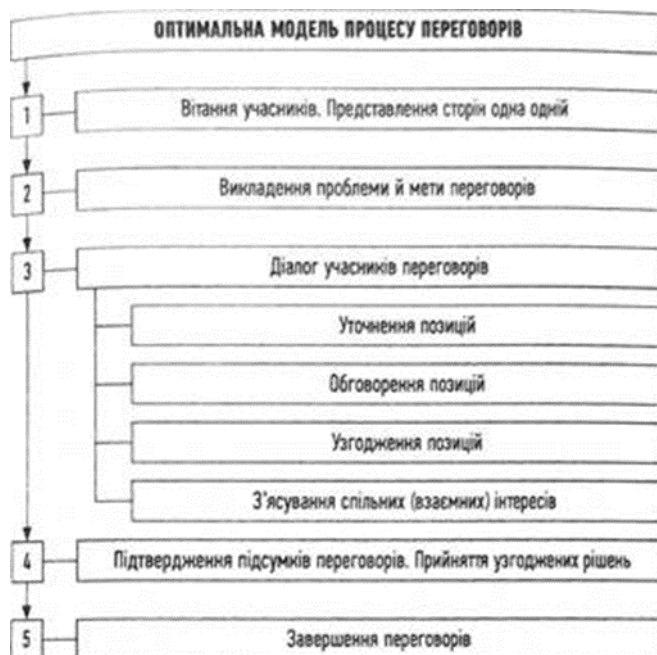 ОПТИМАЛЬНА МОДЕЛЬ ПРОЦЕСУ ПЕРЕГОВОРІВ
1 Вітання учасників. Представлення сторін одна одній
2 Викладення проблеми й мети переговорів
3 Діалог учасників переговорів
Уточнення позицій
Обговорення позицій
Узгодження позицій
З'ясування спільних (взаємних) інтересів
4 Підтвердження підсумків переговорів. Прийняття узгоджених рішень
5 Завершення переговорів